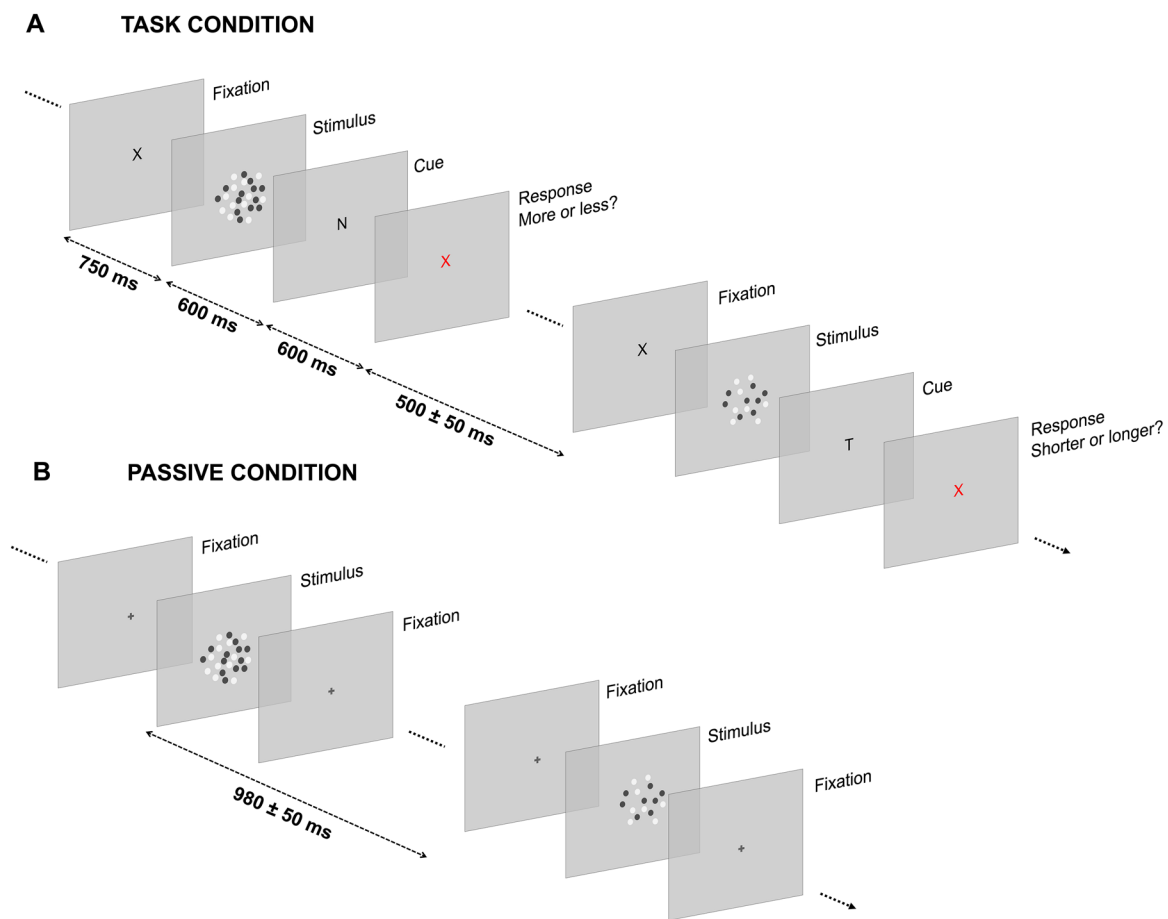 A TASK CONDITION
Fixation
Stimulus
Cue
Response
More or less?
X
N
X
750 ms
600 ms
600 ms
500 ± 50 ms
Fixation
Stimulus
Cue
Response
Shorter or longer?
X
T
X
B PASSIVE CONDITION
Fixation
Stimulus
Fixation
+
+
980 ± 50 ms
Fixation
Stimulus
Fixation
+
+